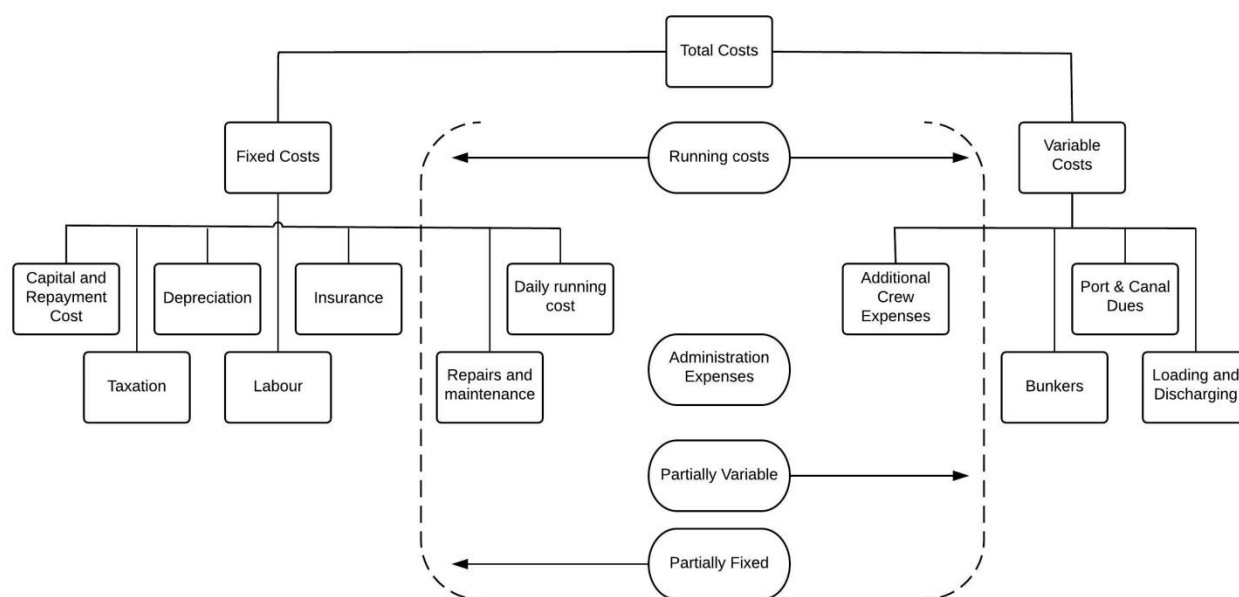 Total Costs
Fixed Costs
Running costs
Variable
Costs
Capital and
Repayment
Cost
Depreciation
Insurance
Daily running
cost
Additional
Crew
Expenses
Port & Canal
Dues
Taxation
Labour
Repairs and
maintenance
Administration
Expenses
Bunkers
Loading and
Discharging
Partially Variable
Partially Fixed